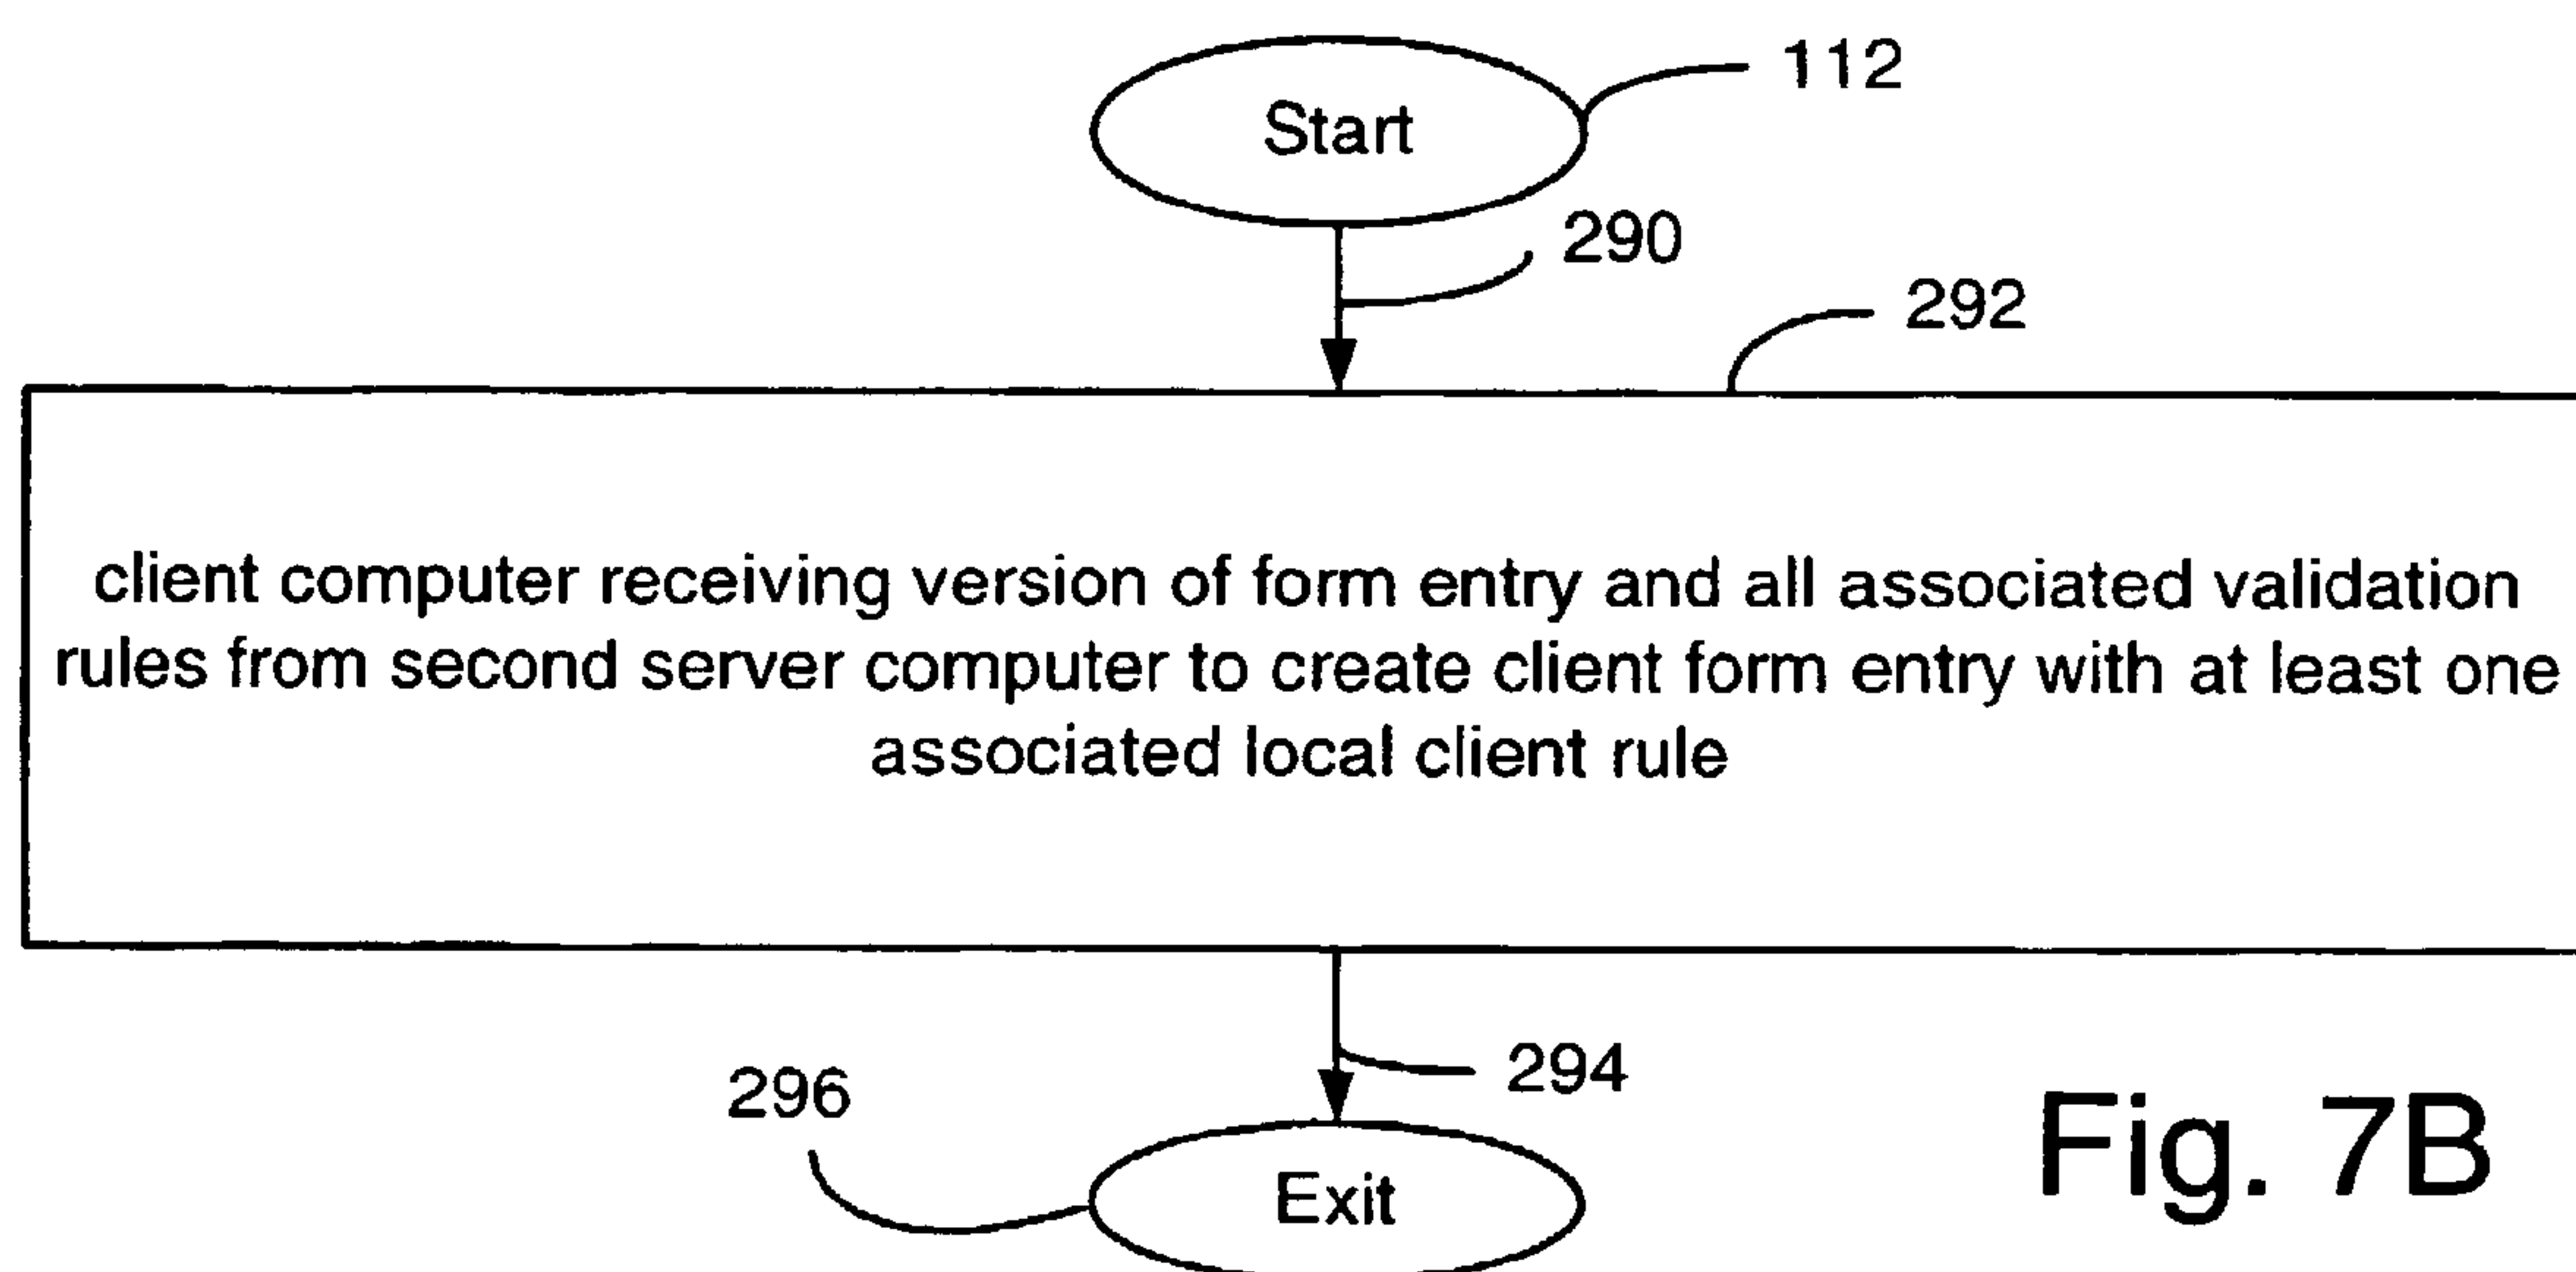 Start
112
290
292
client computer receiving version of form entry and all associated validation
rules from second server computer to create client form entry with at least one
associated local client rule
294
296
Exit
Fig. 7B